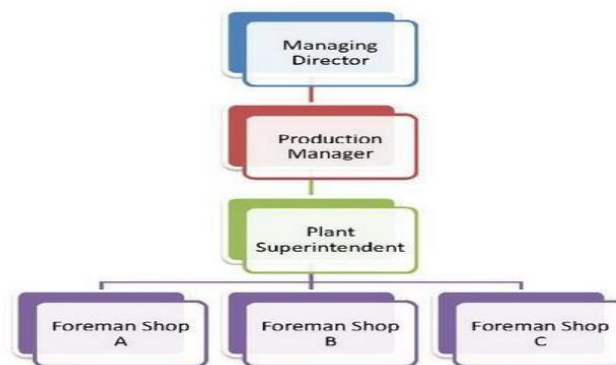 Managing
Director
Production
Manager
Plant
Superintendent
Foreman Shop
A
Foreman Shop
B
Foreman Shop
C